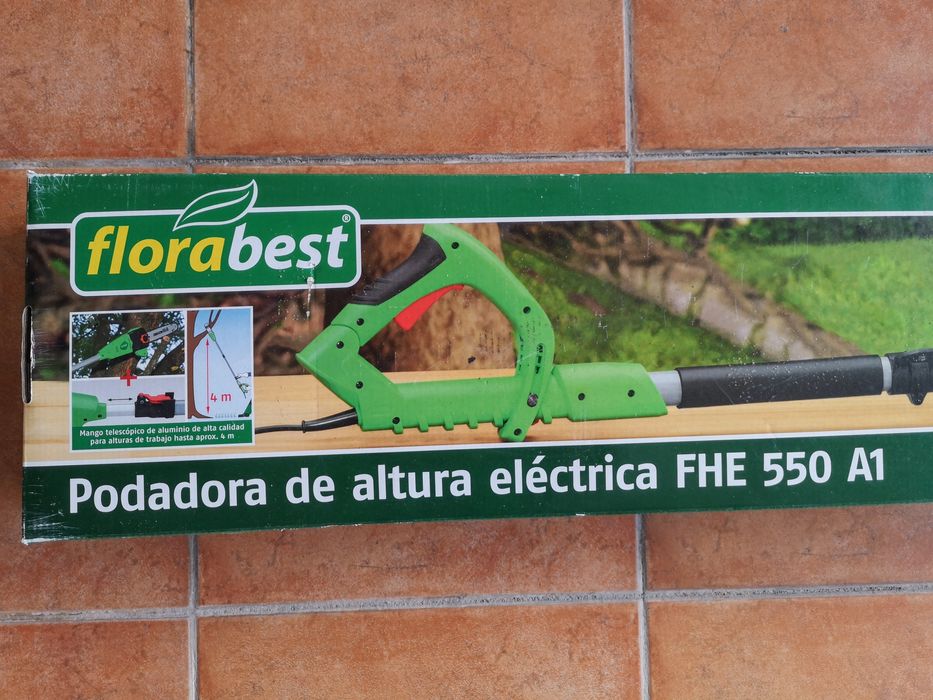 florabest®
4 m
Mango telescópico de aluminio de alta calidad
para alturas de trabajo hasta aprox. 4 m
Podadora de altura eléctrica FHE 550 A1